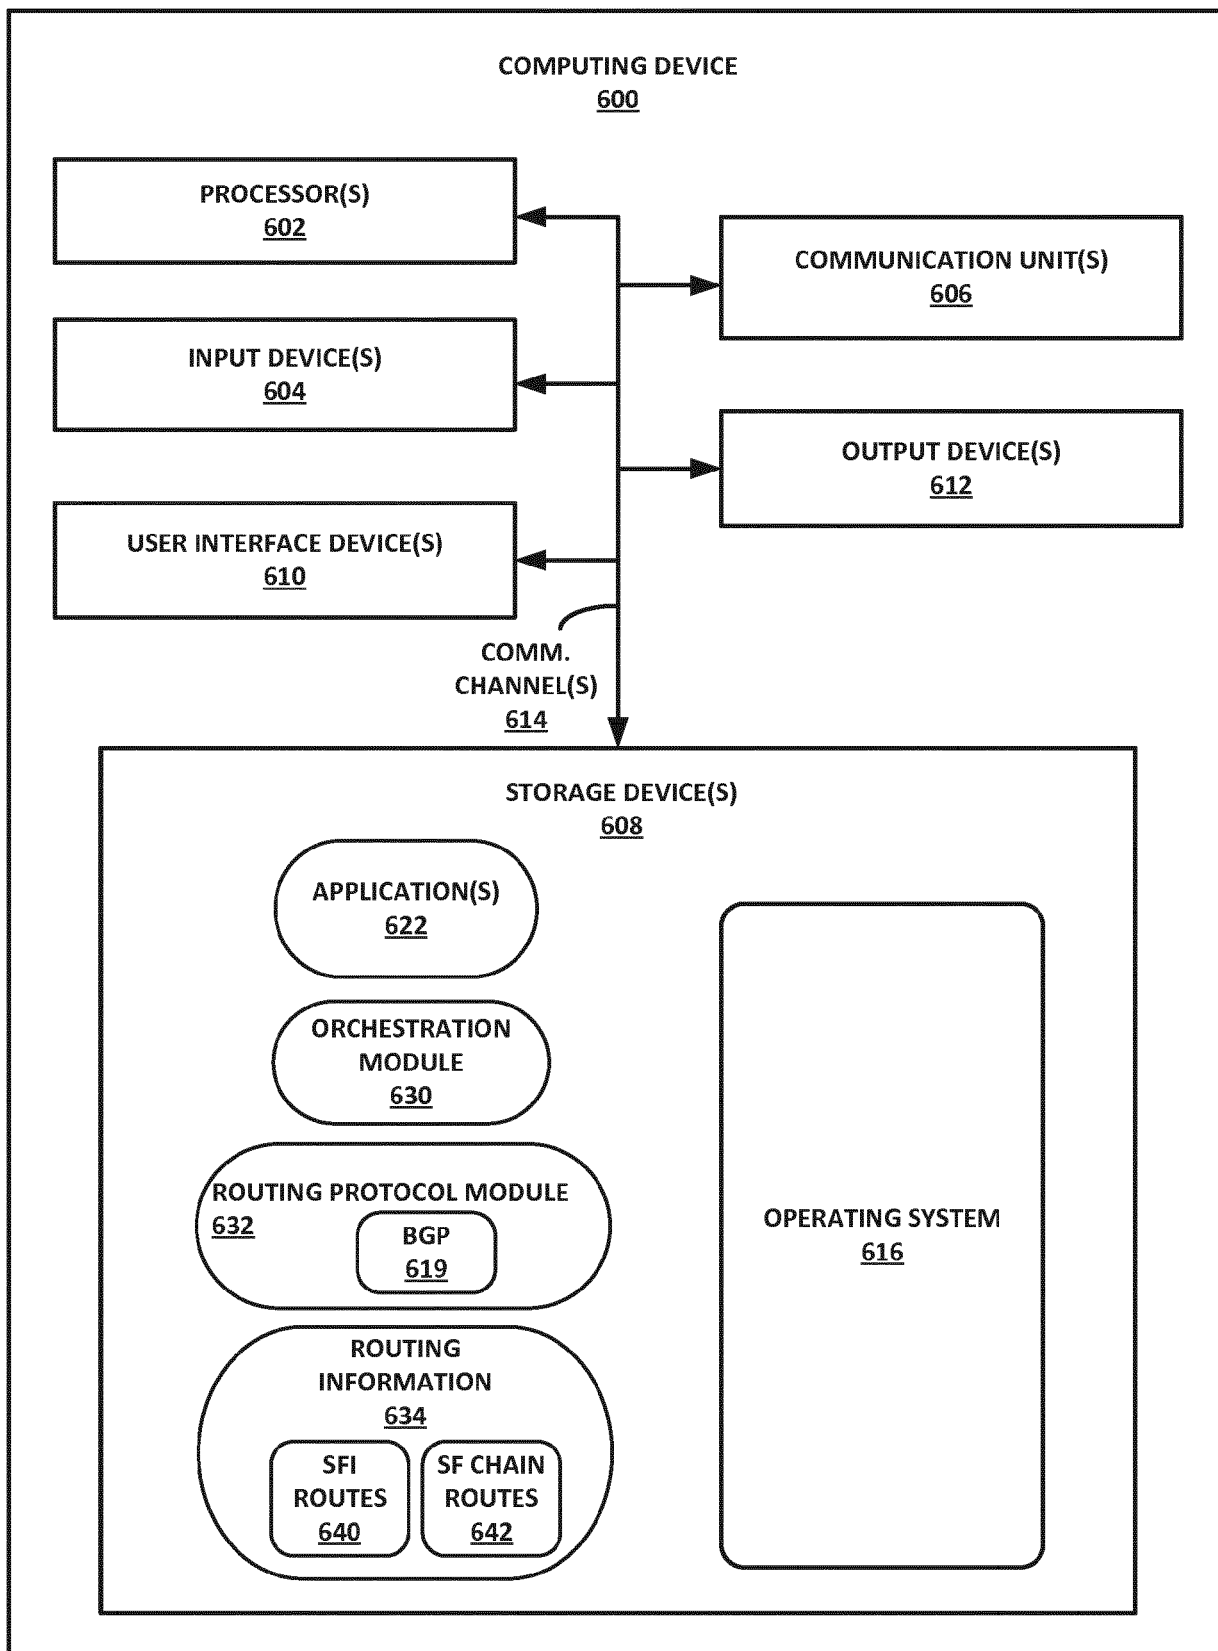 COMPUTING DEVICE
600
PROCESSOR(S)
602
COMMUNICATION UNIT(S)
606
INPUT DEVICE(S)
604
OUTPUT DEVICE(S)
612
USER INTERFACE DEVICE(S)
610
COMM.
CHANNEL(S)
614
STORAGE DEVICE(S)
608
APPLICATION(S)
622
ORCHESTRATION
MODULE
630
ROUTING PROTOCOL MODULE
632
BGP
619
ROUTING
INFORMATION
634
SFI
ROUTES
640
SF CHAIN
ROUTES
642
OPERATING SYSTEM
616